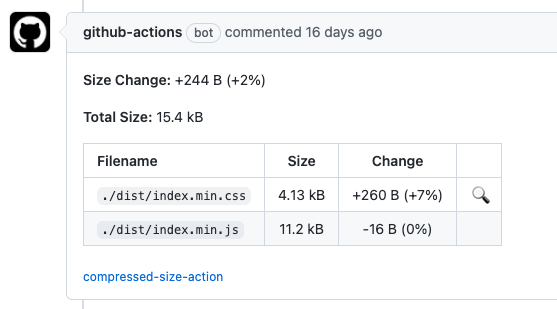 github-actions bot commented 16 days ago
Size Change: +244 B (+2%)
Total Size: 15.4 kB
Filename Size Change
./dist/index.min.css 4.13 kB +260 B (+7%) 🔍
./dist/index.min.js 11.2 kB -16 B (0%)
compressed-size-action